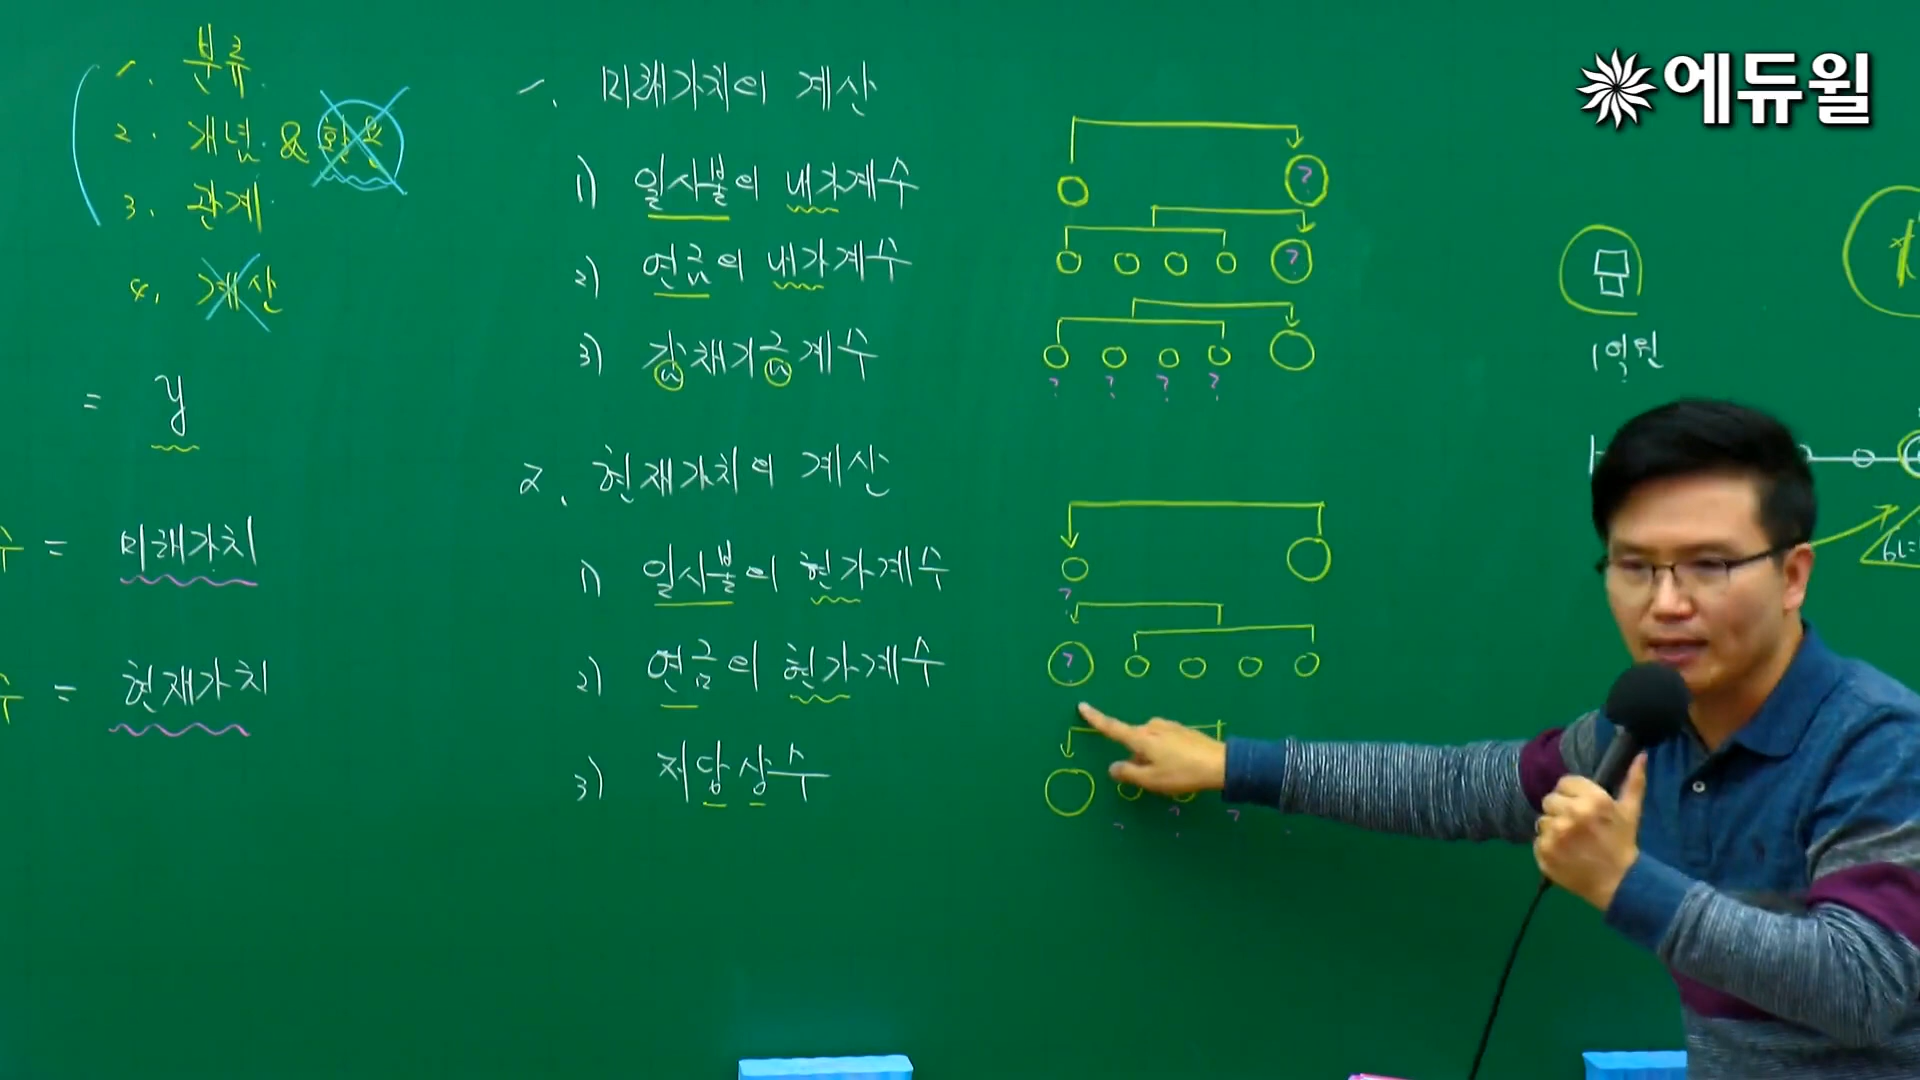 1. 분류
2. 개념 & 활용
3. 관계
4. 계산
= y
수 = 미래가치
수 = 현재가치
1. 미래가치의 계산
1) 일시불의 내가계수
2) 연금의 내가계수
3) 감채기금계수
2. 현재가치의 계산
1) 일시불의 현가계수
2) 연금의 현가계수
3) 저당상수
?
?
? ? ? ?
?
?
? ? ?
에듀윌
1억원